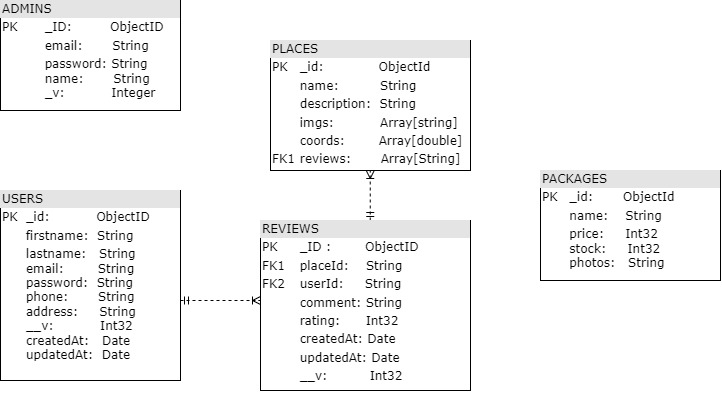 ADMINS
PK _ID: ObjectID
email: String
password: String
name: String
_v: Integer
PLACES
PK _id: ObjectId
name: String
description: String
imgs: Array[string]
coords: Array[double]
FK1 reviews: Array[String]
PACKAGES
PK _id: ObjectId
name: String
price: Int32
stock: Int32
photos: String
USERS
PK _id: ObjectID
firstname: String
lastname: String
email: String
password: String
phone: String
address: String
__v: Int32
createdAt: Date
updatedAt: Date
REVIEWS
PK _ID : ObjectID
FK1 placeId: String
FK2 userId: String
comment: String
rating: Int32
createdAt: Date
updatedAt: Date
__v: Int32